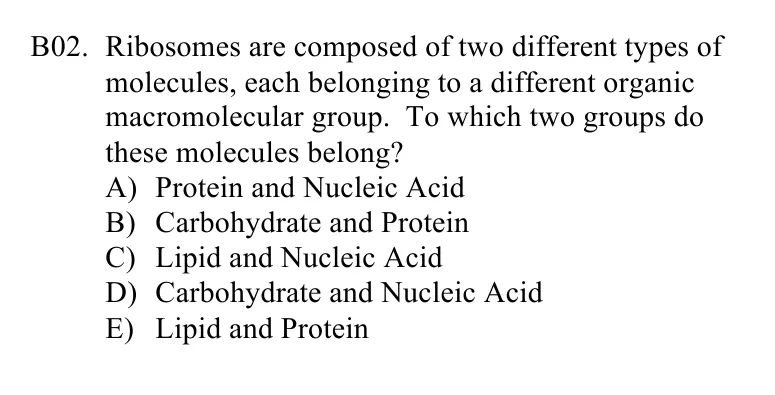 B02. Ribosomes are composed of two different types of
molecules, each belonging to a different organic
macromolecular group. To which two groups do
these molecules belong?
A) Protein and Nucleic Acid
B) Carbohydrate and Protein
C) Lipid and Nucleic Acid
D) Carbohydrate and Nucleic Acid
E) Lipid and Protein